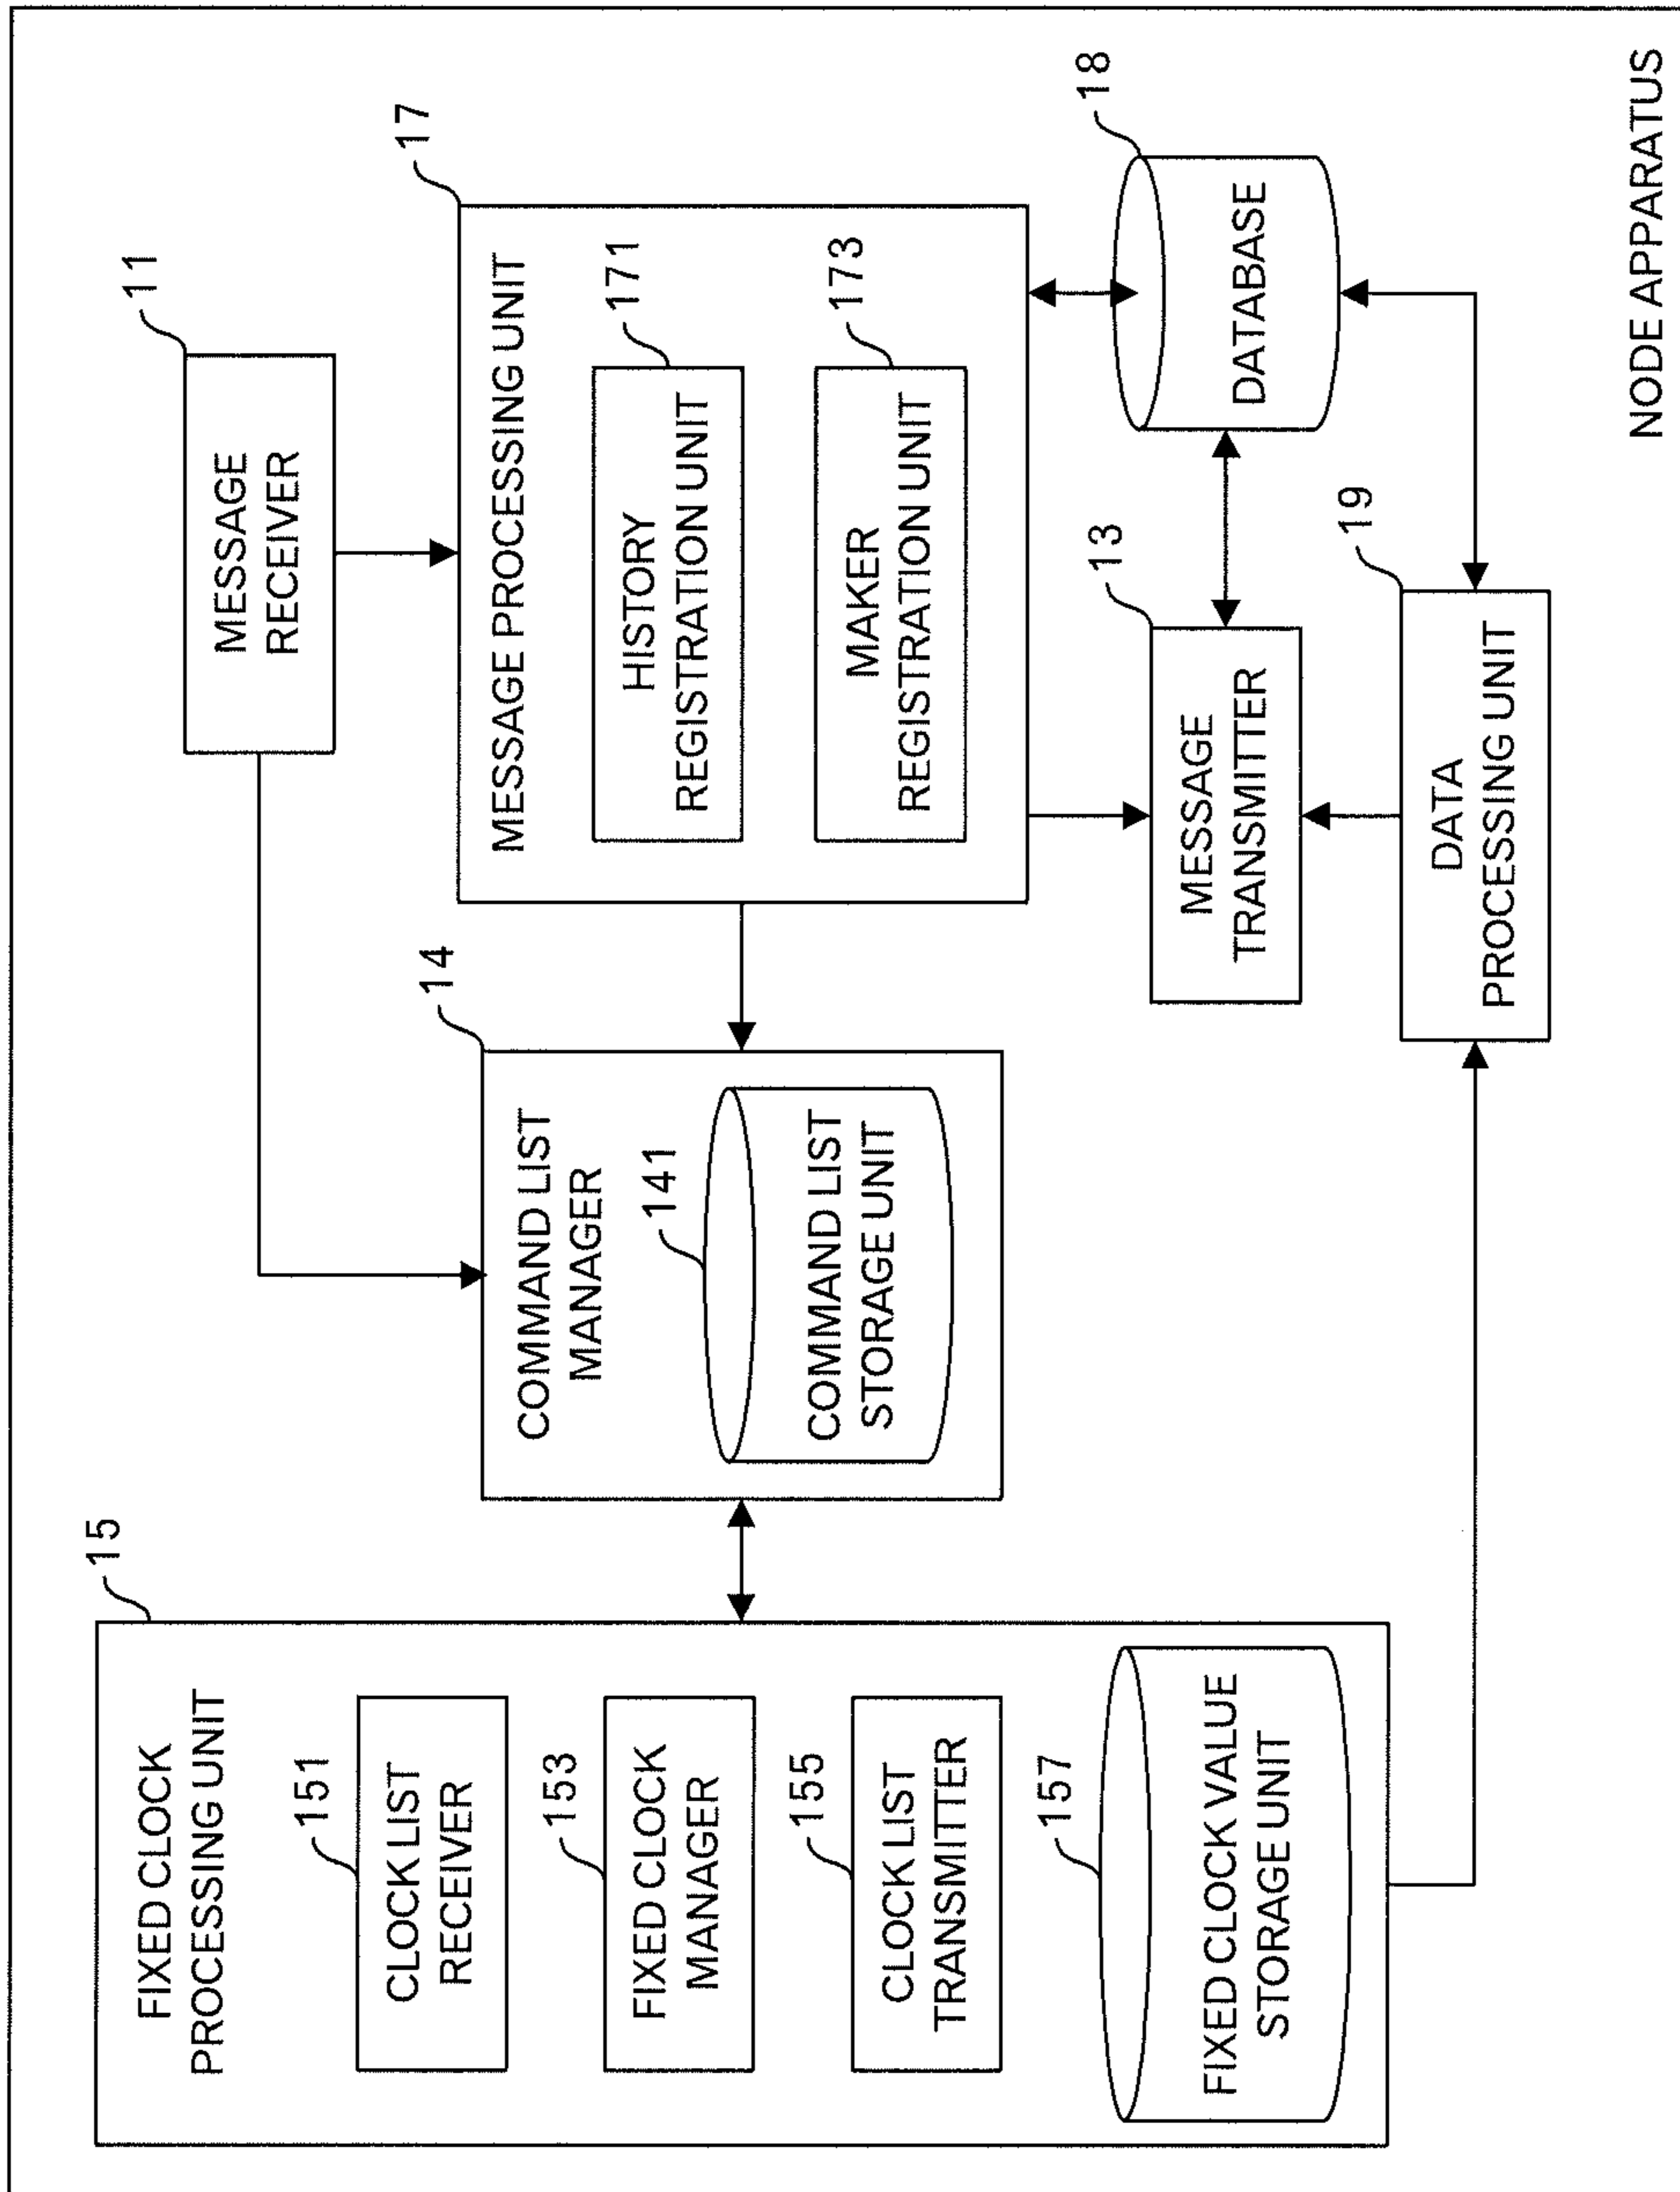 FIXED CLOCK
PROCESSING UNIT
15
CLOCK LIST
RECEIVER
151
FIXED CLOCK
MANAGER
153
CLOCK LIST
TRANSMITTER
155
FIXED CLOCK VALUE
STORAGE UNIT
157
COMMAND LIST
MANAGER
14
COMMAND LIST
STORAGE UNIT
141
MESSAGE
RECEIVER
11
MESSAGE PROCESSING UNIT
17
HISTORY
REGISTRATION UNIT
171
MAKER
REGISTRATION UNIT
173
MESSAGE
TRANSMITTER
13
DATABASE
18
DATA
PROCESSING UNIT
19
NODE APPARATUS